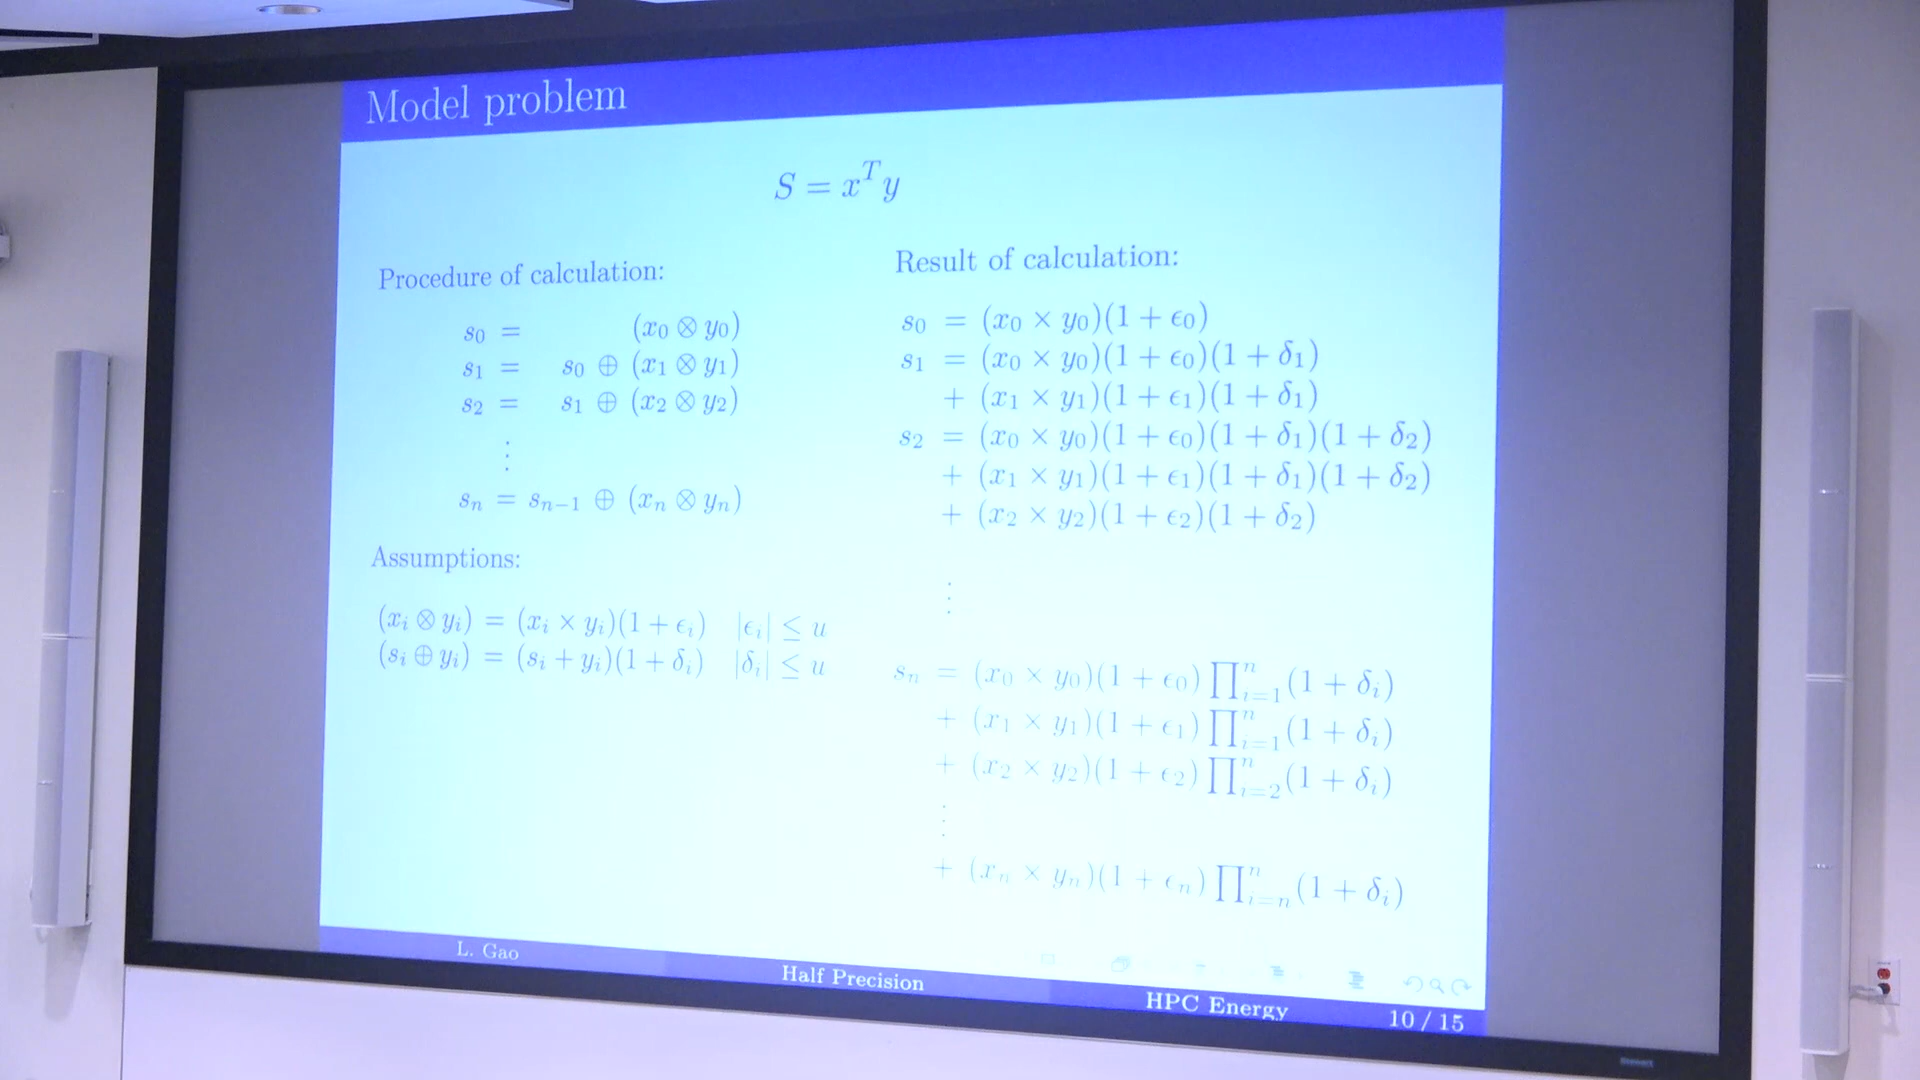 Model problem
S = x^T y
Procedure of calculation:
s_0 = (x_0 ⊗ y_0)
s_1 = s_0 ⊕ (x_1 ⊗ y_1)
s_2 = s_1 ⊕ (x_2 ⊗ y_2)
⋮
s_n = s_{n-1} ⊕ (x_n ⊗ y_n)
Assumptions:
(x_i ⊗ y_i) = (x_i × y_i)(1 + ϵ_i) |ϵ_i| ≤ u
(s_i ⊕ y_i) = (s_i + y_i)(1 + δ_i) |δ_i| ≤ u
Result of calculation:
s_0 = (x_0 × y_0)(1 + ϵ_0)
s_1 = (x_0 × y_0)(1 + ϵ_0)(1 + δ_1)
+ (x_1 × y_1)(1 + ϵ_1)(1 + δ_1)
s_2 = (x_0 × y_0)(1 + ϵ_0)(1 + δ_1)(1 + δ_2)
+ (x_1 × y_1)(1 + ϵ_1)(1 + δ_1)(1 + δ_2)
+ (x_2 × y_2)(1 + ϵ_2)(1 + δ_2)
⋮
s_n = (x_0 × y_0)(1 + ϵ_0) ∏_{i=1}^n (1 + δ_i)
+ (x_1 × y_1)(1 + ϵ_1) ∏_{i=1}^n (1 + δ_i)
+ (x_2 × y_2)(1 + ϵ_2) ∏_{i=2}^n (1 + δ_i)
⋮
+ (x_n × y_n)(1 + ϵ_n) ∏_{i=n}^n (1 + δ_i)
L. Gao
Half Precision
HPC Energy
10 / 15